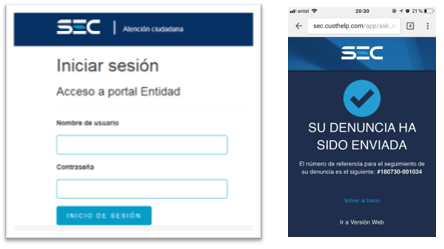 SEC | Atención ciudadana
Iniciar sesión
Acceso a portal Entidad
Nombre de usuario
Contraseña
INICIO DE SESIÓN
entel 20:30 21%
sec.custhelp.com/app/ask_
SEC
SU DENUNCIA HA
SIDO ENVIADA
El número de referencia para el seguimiento de
su denuncia es el siguiente: #180730-001034
Volver al Inicio
Ir a Versión Web